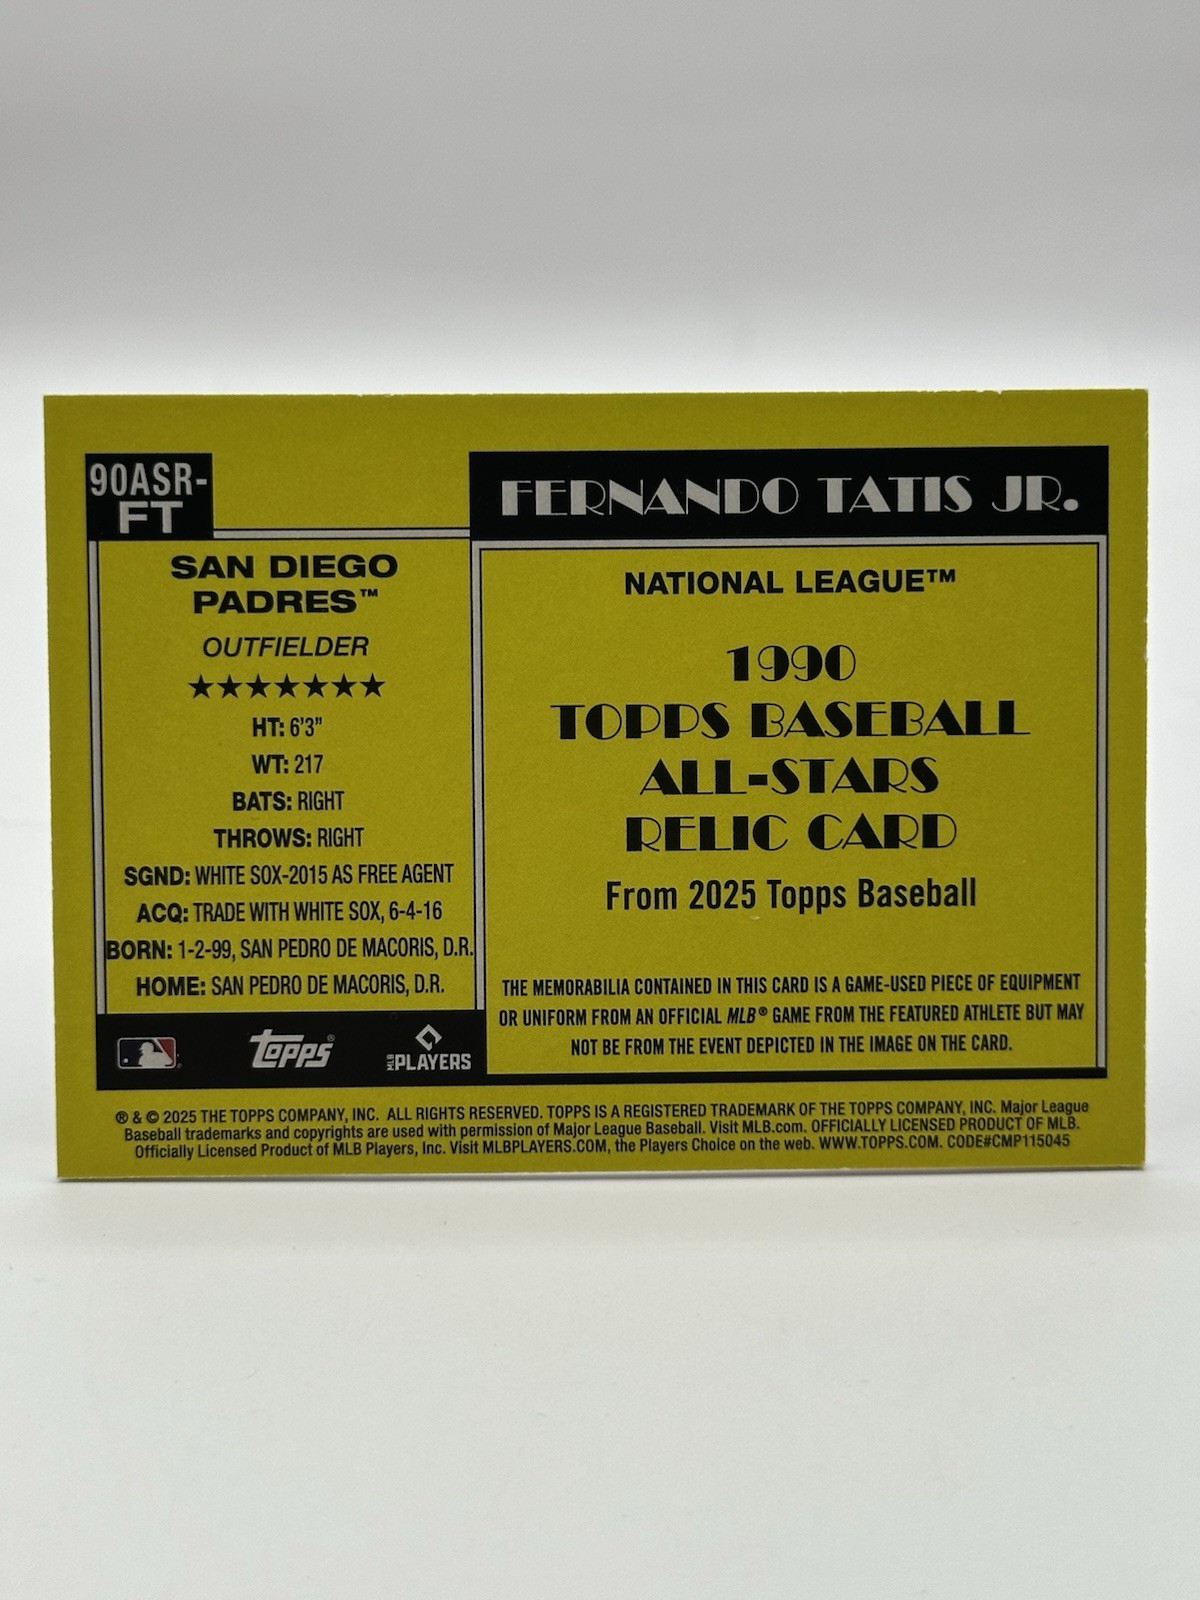 90ASR-
FT
FERNANDO TATIS JR.
SAN DIEGO
PADRES™
OUTFIELDER
★★★★★★★
HT: 6'3"
WT: 217
BATS: RIGHT
THROWS: RIGHT
SGND: WHITE SOX-2015 AS FREE AGENT
ACQ: TRADE WITH WHITE SOX, 6-4-16
BORN: 1-2-99, SAN PEDRO DE MACORIS, D.R.
HOME: SAN PEDRO DE MACORIS, D.R.
topps®
MLB PLAYERS
NATIONAL LEAGUE™
1990
TOPPS BASEBALL
ALL-STARS
RELIC CARD
From 2025 Topps Baseball
THE MEMORABILIA CONTAINED IN THIS CARD IS A GAME-USED PIECE OF EQUIPMENT
OR UNIFORM FROM AN OFFICIAL MLB® GAME FROM THE FEATURED ATHLETE BUT MAY
NOT BE FROM THE EVENT DEPICTED IN THE IMAGE ON THE CARD.
® & © 2025 THE TOPPS COMPANY, INC. ALL RIGHTS RESERVED. TOPPS IS A REGISTERED TRADEMARK OF THE TOPPS COMPANY, INC. Major League
Baseball trademarks and copyrights are used with permission of Major League Baseball. Visit MLB.com. OFFICIALLY LICENSED PRODUCT OF MLB.
Officially Licensed Product of MLB Players, Inc. Visit MLBPLAYERS.COM, the Players Choice on the web. WWW.TOPPS.COM. CODE#CMP115045